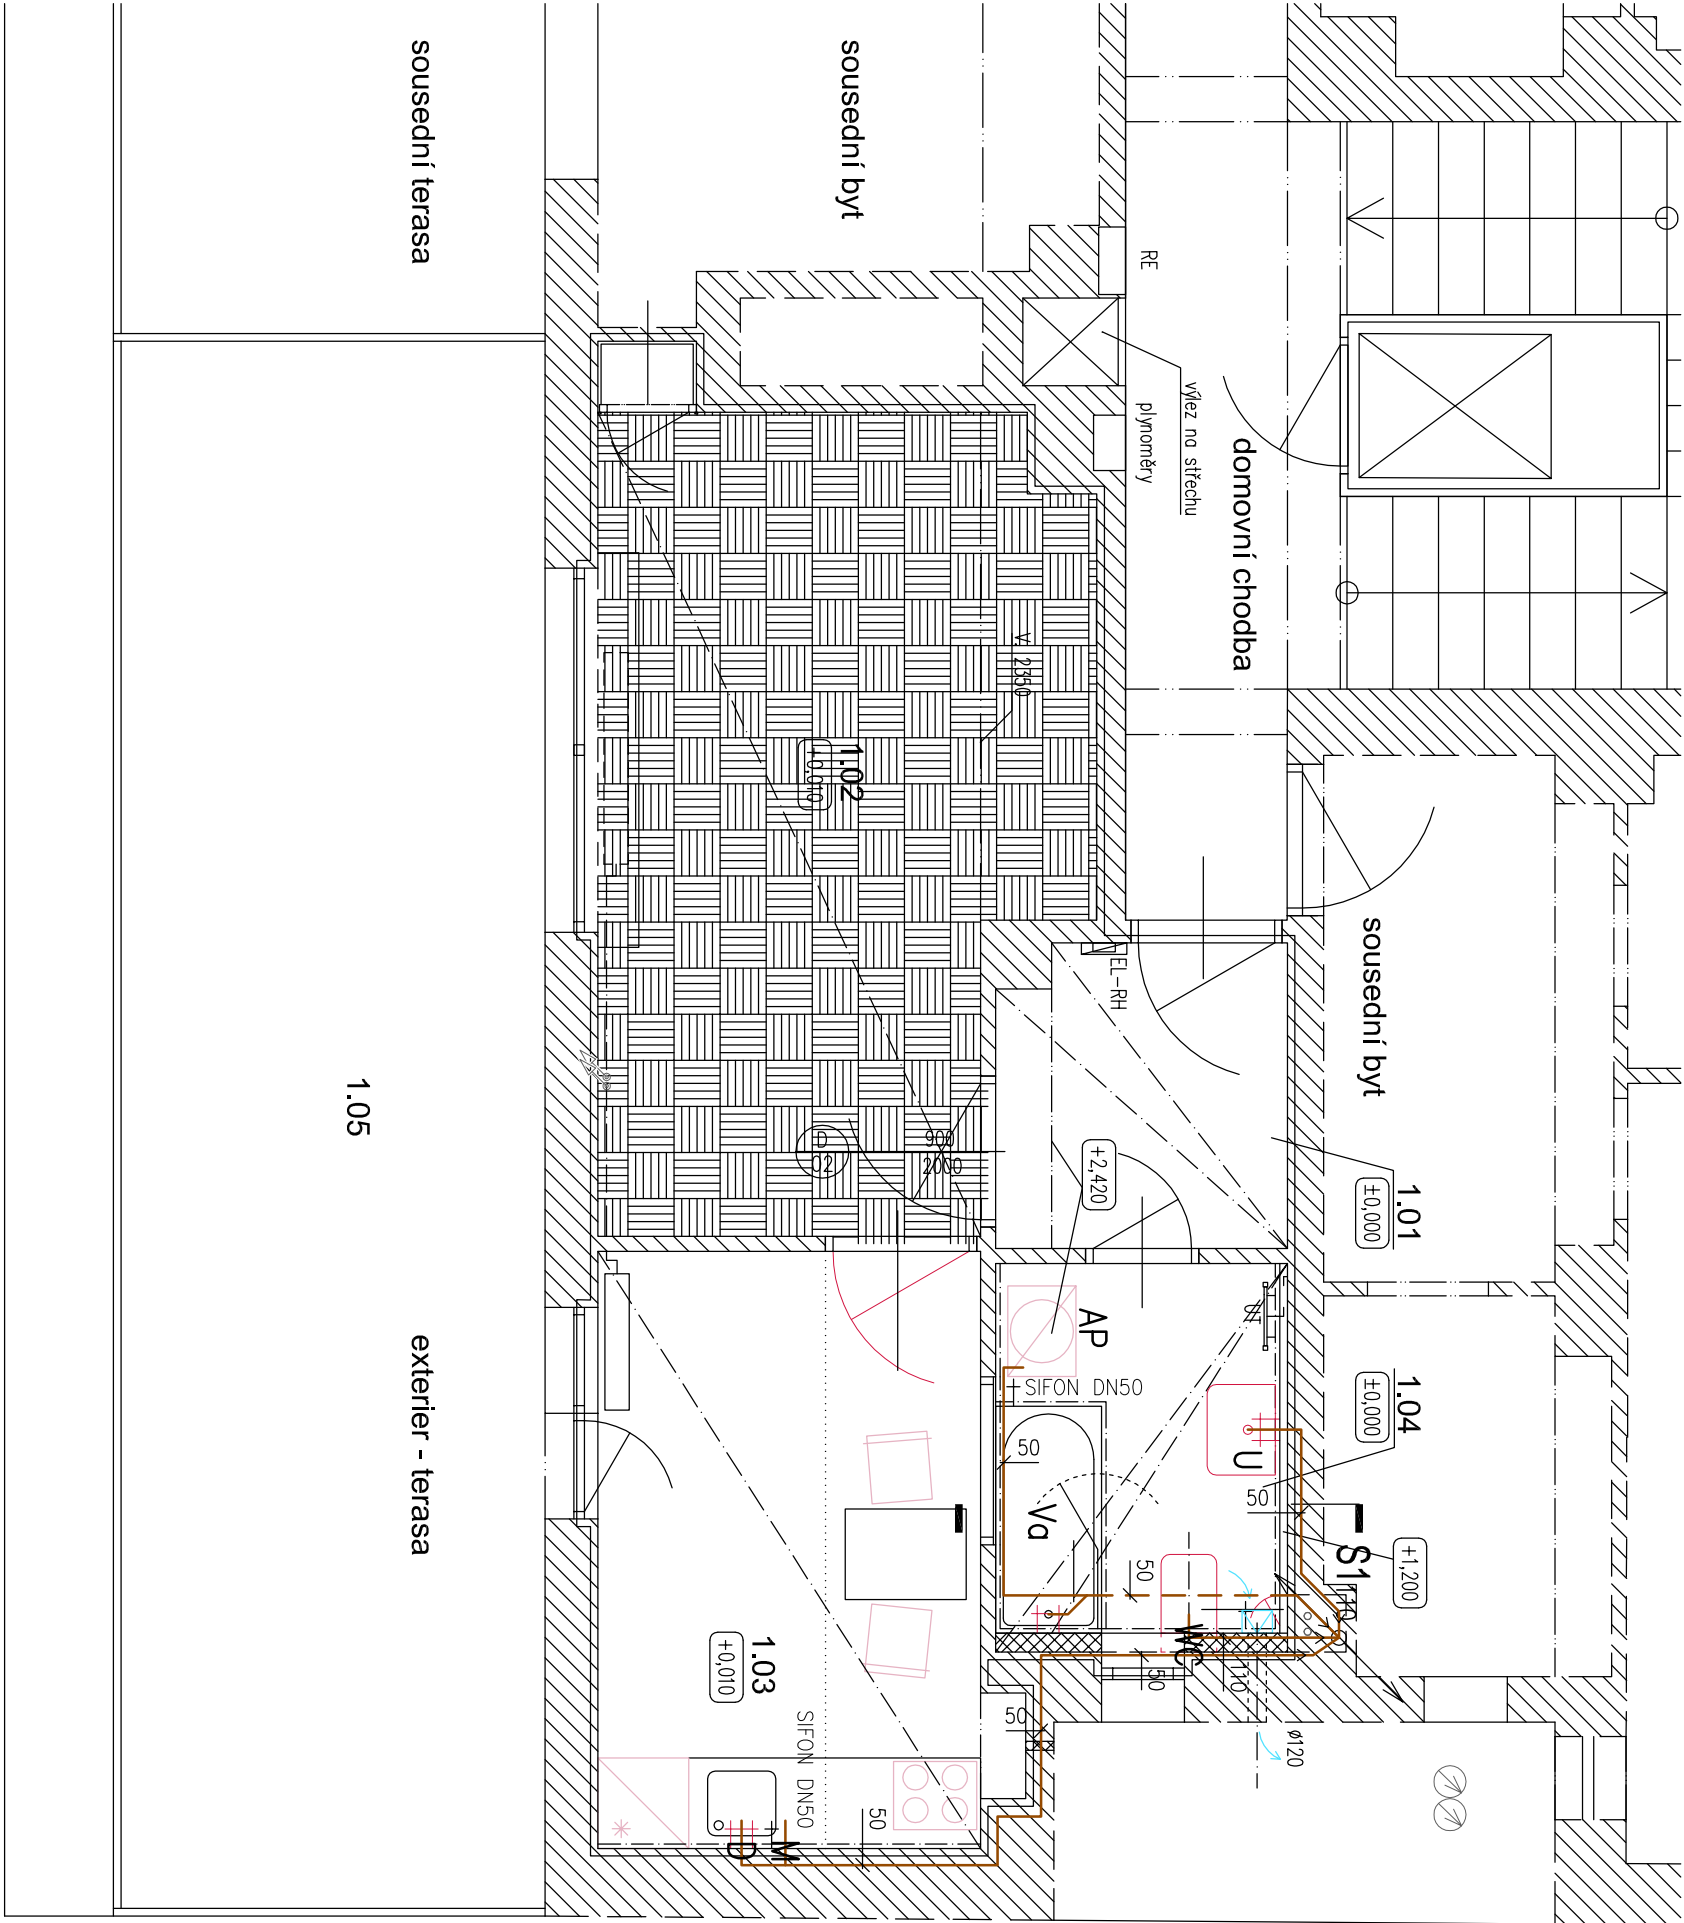 sousední terasa
sousední byt
RE
výlez na střechu
plynoměry
domovní chodba
V. 2350
1.02
+0,010
sousední byt
EL-RH
D
02
900
2000
+2,420
1.01
±0,000
1.04
±0,000
1.05
exterier - terasa
AP
SIFON DN50
UT
U
50
Va
50
S1
+1,200
110
50
WC
50
110
50
ø120
1.03
+0,010
SIFON DN50
50
M
D